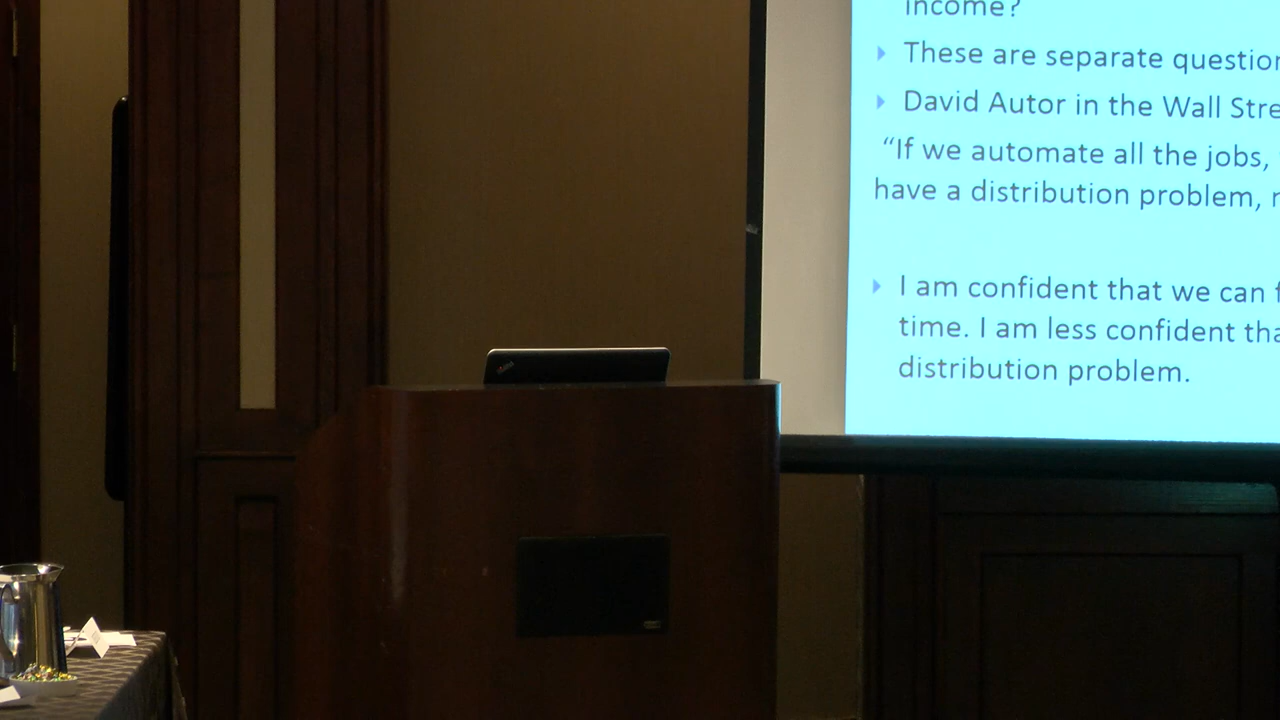 income?
These are separate question
David Autor in the Wall Stre
“If we automate all the jobs,
have a distribution problem,
I am confident that we can f
time. I am less confident tha
distribution problem.